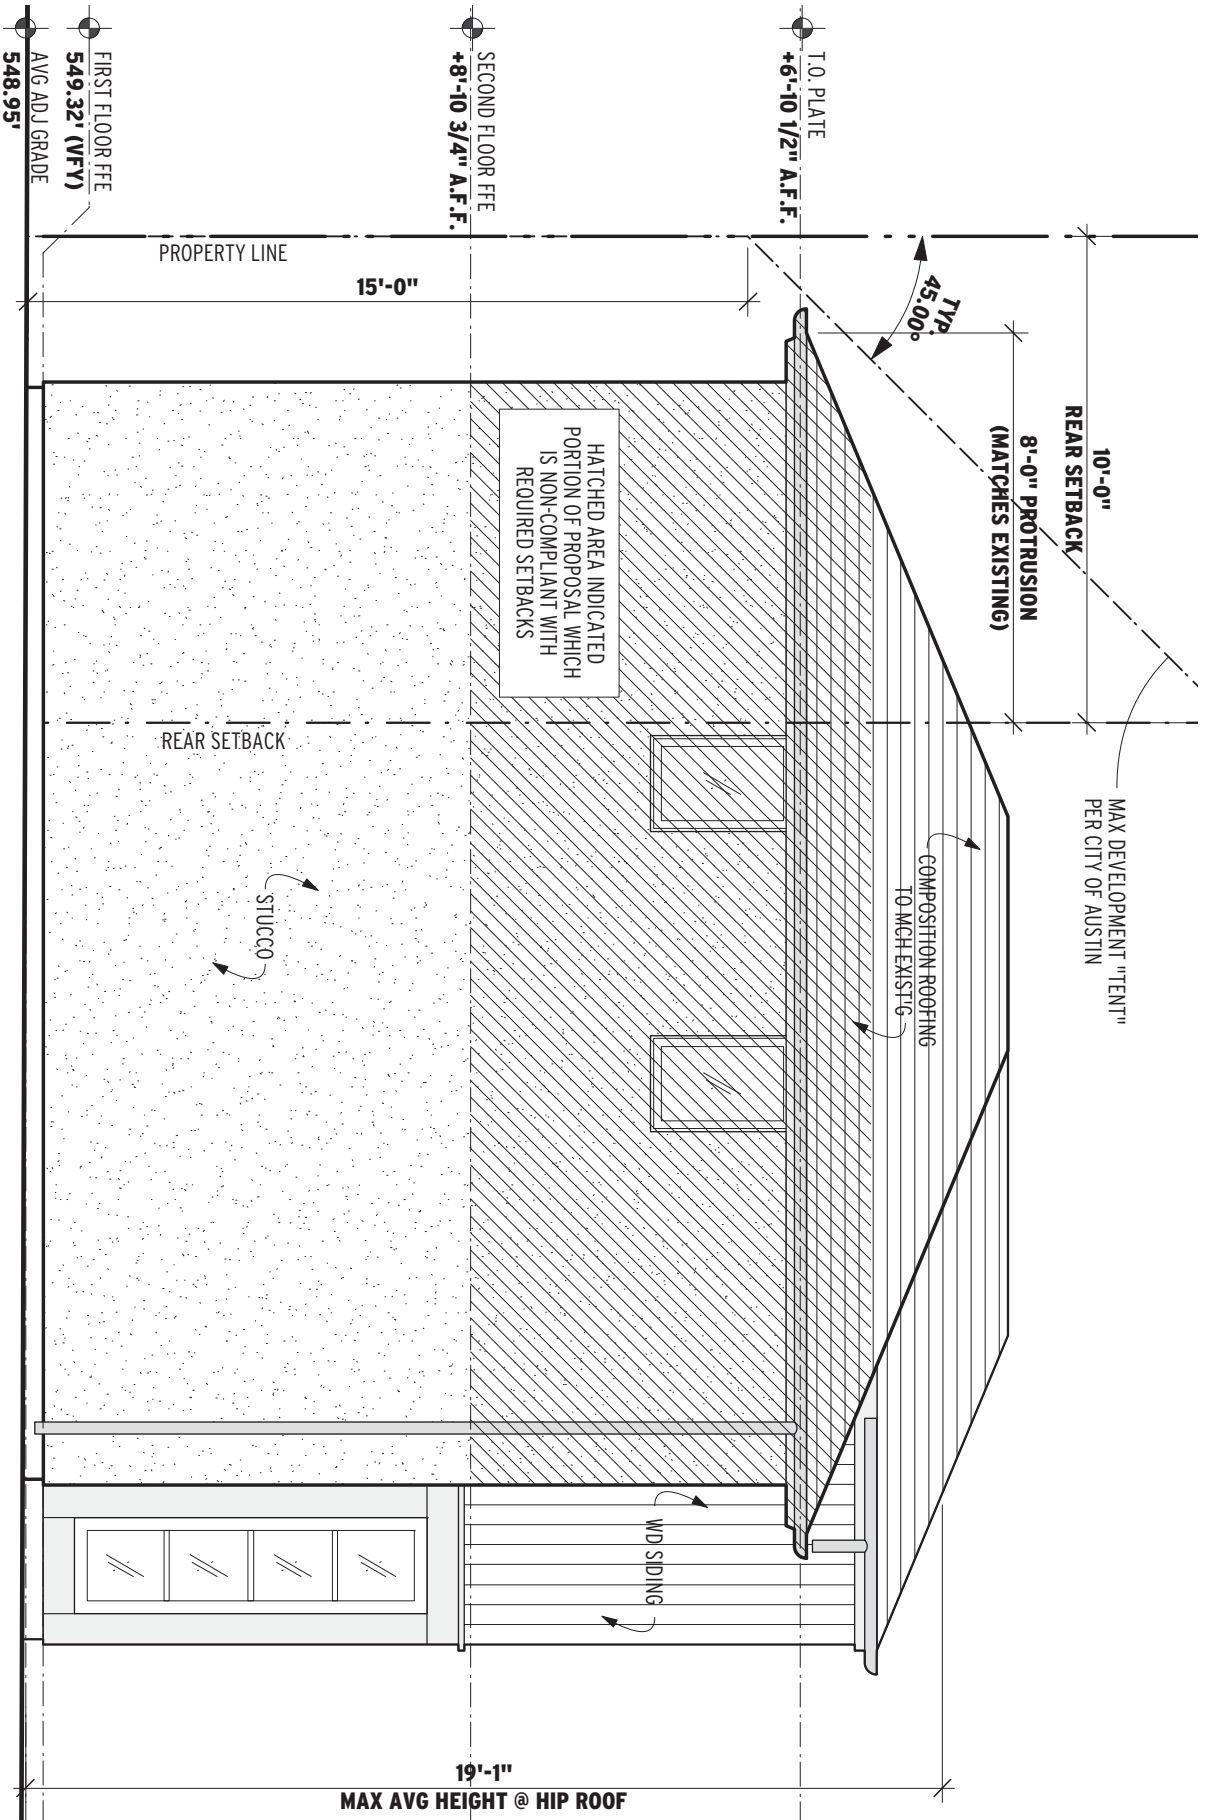 10'-0"
REAR SETBACK
8'-0" PROTRUSION
(MATCHES EXISTING)
MAX DEVELOPMENT "TENT"
PER CITY OF AUSTIN
TYP.
45.00°
COMPOSITION ROOFING
TO MCH EXIST'G
T.O. PLATE
+6'-10 1/2" A.F.F.
HATCHED AREA INDICATED
PORTION OF PROPOSAL WHICH
IS NON-COMPLIANT WITH
REQUIRED SETBACKS
WD SIDING
SECOND FLOOR FFE
+8'-10 3/4" A.F.F.
15'-0"
19'-1"
MAX AVG HEIGHT @ HIP ROOF
PROPERTY LINE
REAR SETBACK
STUCCO
FIRST FLOOR FFE
549.32' (VFY)
AVG ADJ GRADE
548.95'